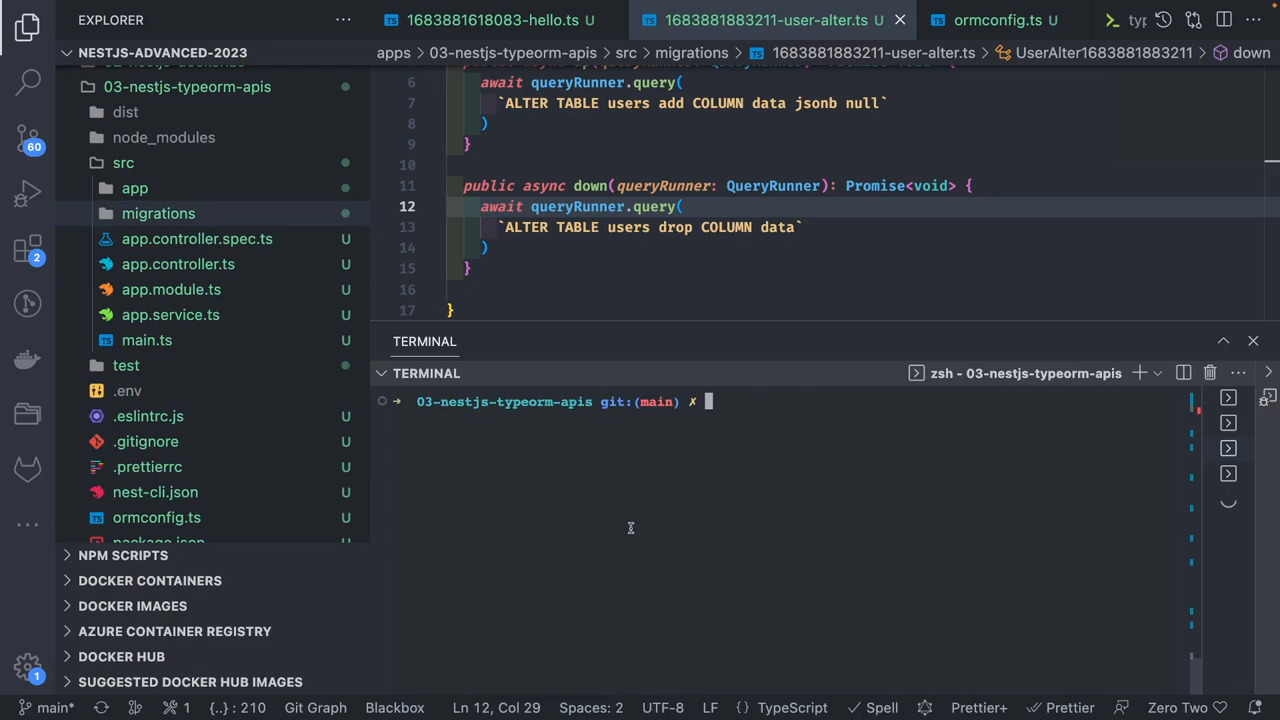 EXPLORER
NESTJS-ADVANCED-2023
03-nestjs-typeorm-apis
dist
node_modules
src
app
migrations
app.controller.spec.ts U
app.controller.ts U
app.module.ts U
app.service.ts U
main.ts U
test
.env
.eslintrc.js U
.gitignore U
.prettierrc U
nest-cli.json U
ormconfig.ts U
NPM SCRIPTS
DOCKER CONTAINERS
DOCKER IMAGES
AZURE CONTAINER REGISTRY
DOCKER HUB
SUGGESTED DOCKER HUB IMAGES
60
2
1
TS 1683881618083-hello.ts U
TS 1683881883211-user-alter.ts U
TS ormconfig.ts U
apps > 03-nestjs-typeorm-apis > src > migrations > TS 1683881883211-user-alter.ts > UserAlter1683881883211 > down
6 await queryRunner.query(
7 `ALTER TABLE users add COLUMN data jsonb null`
8 )
9 }
10
11 public async down(queryRunner: QueryRunner): Promise<void> {
12 await queryRunner.query(
13 `ALTER TABLE users drop COLUMN data`
14 )
15 }
16
17 }
TERMINAL
TERMINAL
zsh - 03-nestjs-typeorm-apis
➜ 03-nestjs-typeorm-apis git:(main) ✗
main* 1 {..} : 210 Git Graph Blackbox Ln 12, Col 29 Spaces: 2 UTF-8 LF {} TypeScript Spell Prettier+ Prettier Zero Two